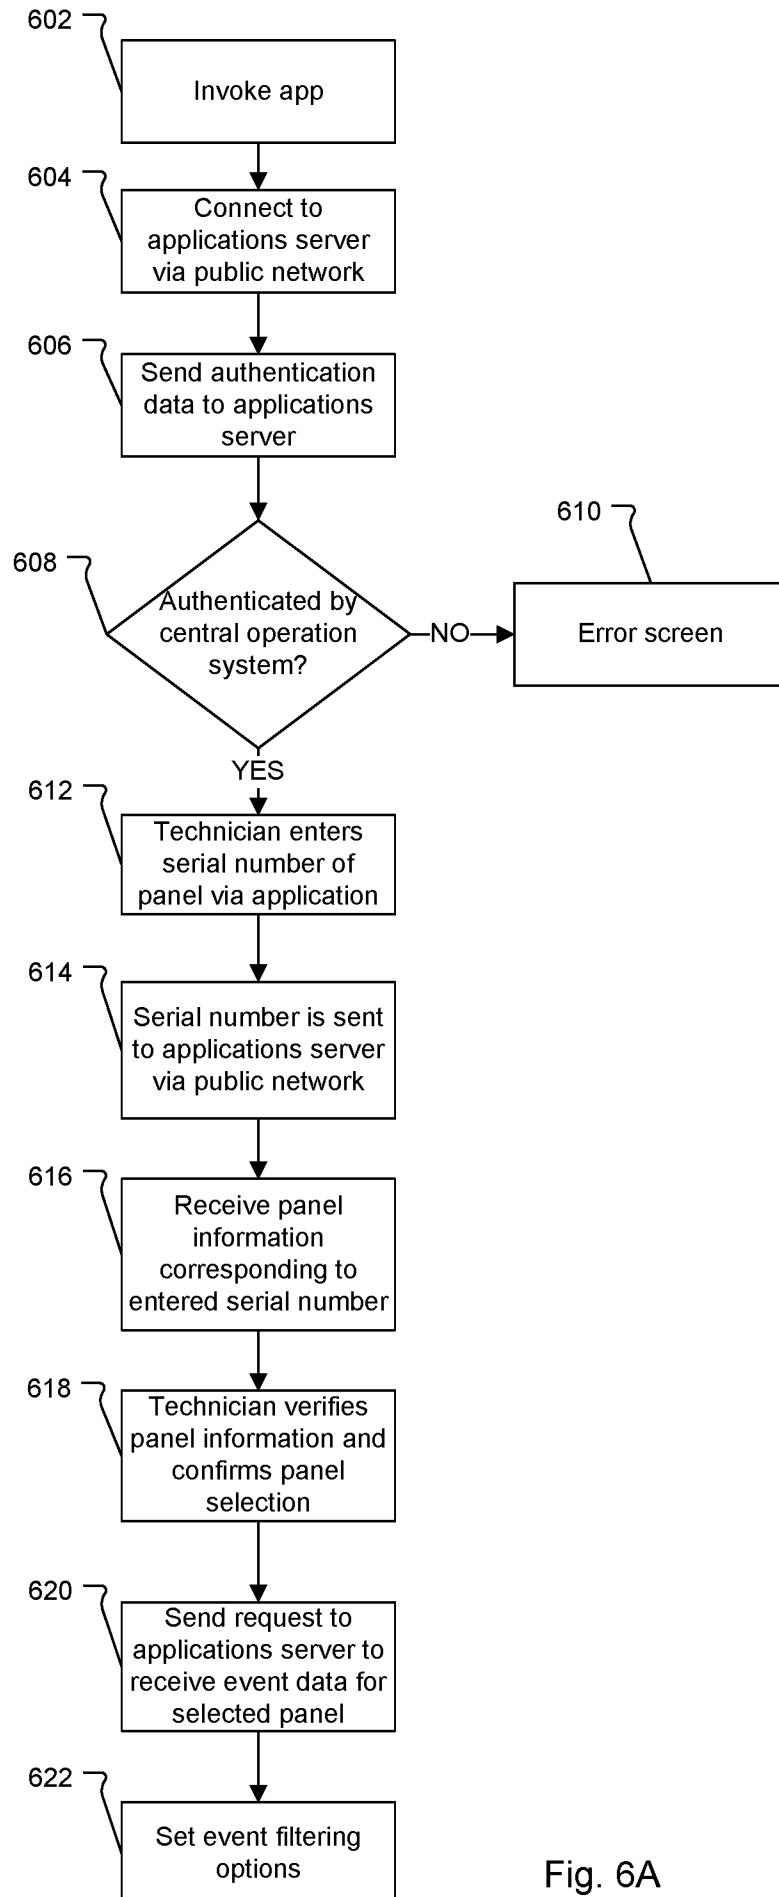 602
Invoke app
604
Connect to
applications server
via public network
606
Send authentication
data to applications
server
608
Authenticated by
central operation
system?
NO
610
Error screen
YES
612
Technician enters
serial number of
panel via application
614
Serial number is sent
to applications server
via public network
616
Receive panel
information
corresponding to
entered serial number
618
Technician verifies
panel information and
confirms panel
selection
620
Send request to
applications server to
receive event data for
selected panel
622
Set event filtering
options
Fig. 6A